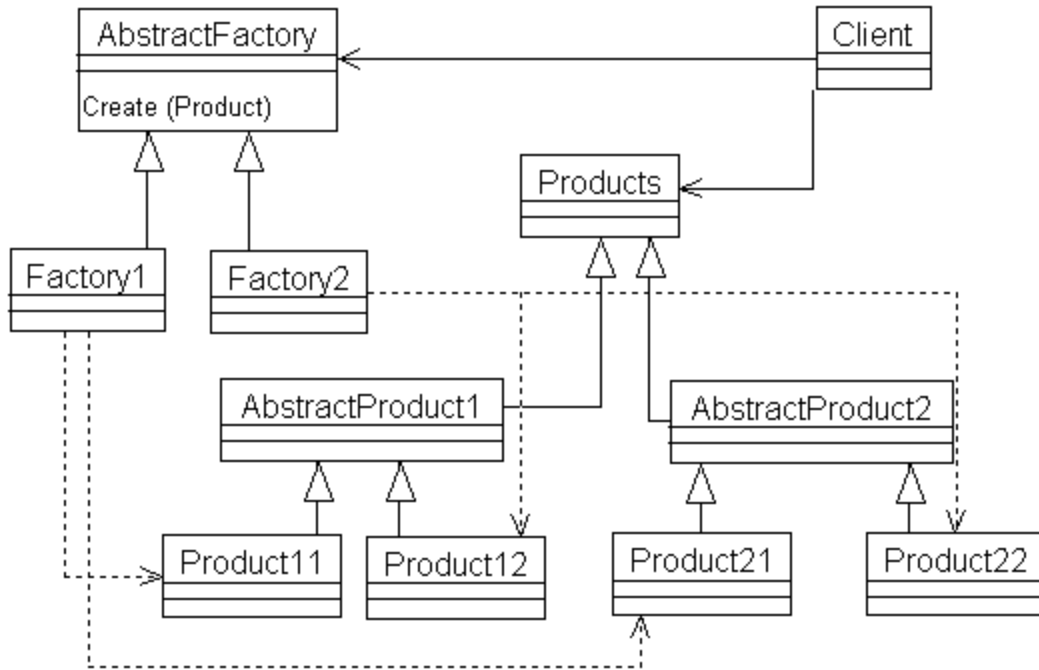 AbstractFactory
Client
Create (Product)
Products
Factory1
Factory2
AbstractProduct1
AbstractProduct2
Product11
Product12
Product21
Product22